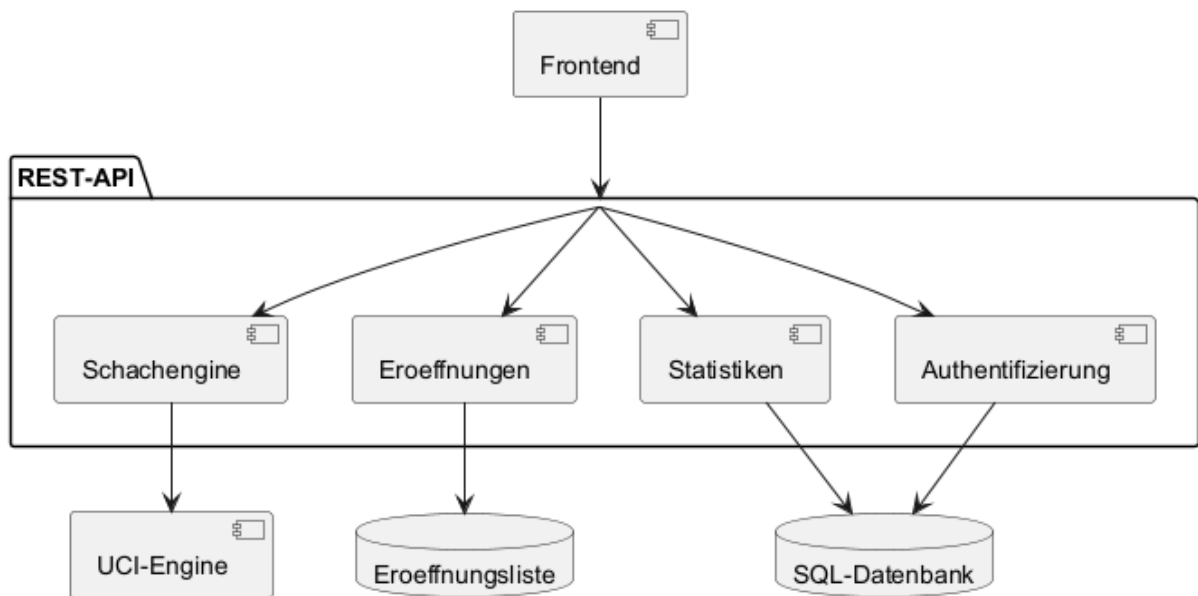 Frontend
REST-API
Schachengine
Eroeffnungen
Statistiken
Authentifizierung
UCI-Engine
Eroeffnungsliste
SQL-Datenbank